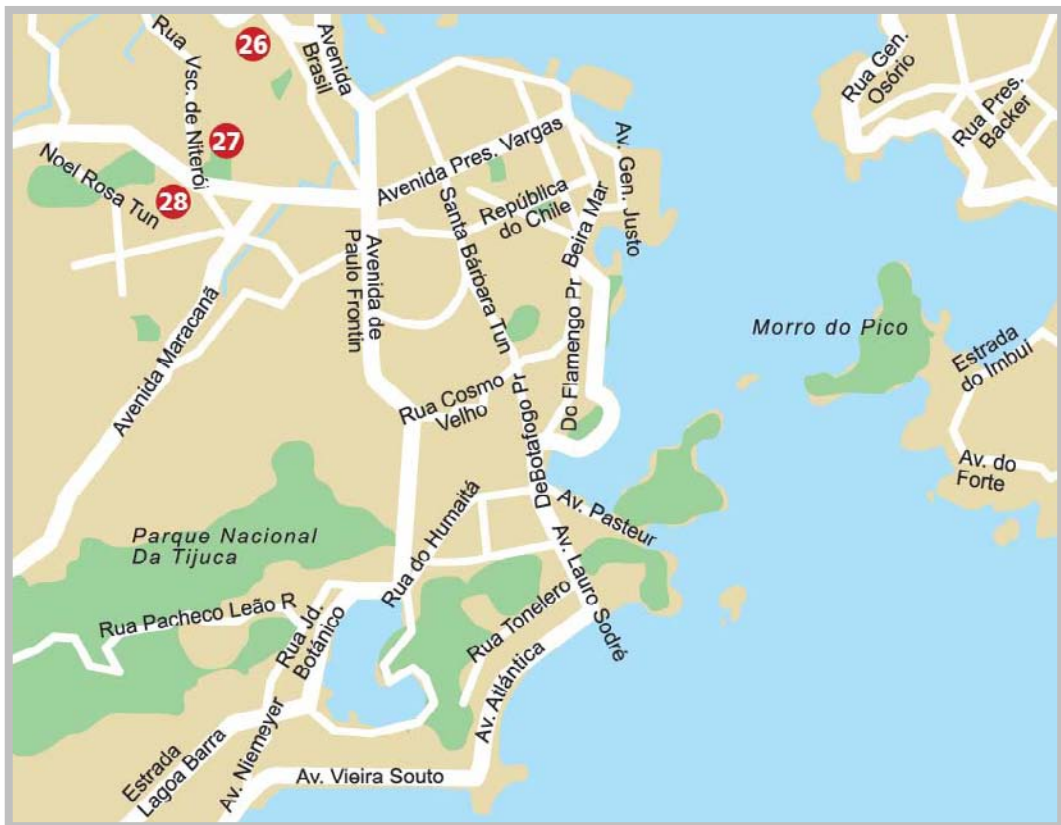 26
Rua
Vsc. de Niterói
Avenida
Brasil
27
Noel Rosa Tun
28
Avenida Pres. Vargas
Av. Gen. Justo
Rua Gen.
Osório
Rua Pres.
Backer
República
do Chile
Santa Bárbara Tun
Beira Mar
Avenida de
Paulo Frontin
Avenida Maracanã
Do Flamengo Pr
Morro do Pico
Estrada
do Imbui
Rua Cosmo
Velho
DeBotafogo Pr
Av. do
Forte
Parque Nacional
Da Tijuca
Rua do Humaitá
Av. Pasteur
Av. Lauro Sodré
Rua Pacheco Leão R
Rua Jd.
Botánico
Rua Tonelero
Av. Atlántica
Estrada
Lagoa Barra
Av. Niemeyer
Av. Vieira Souto